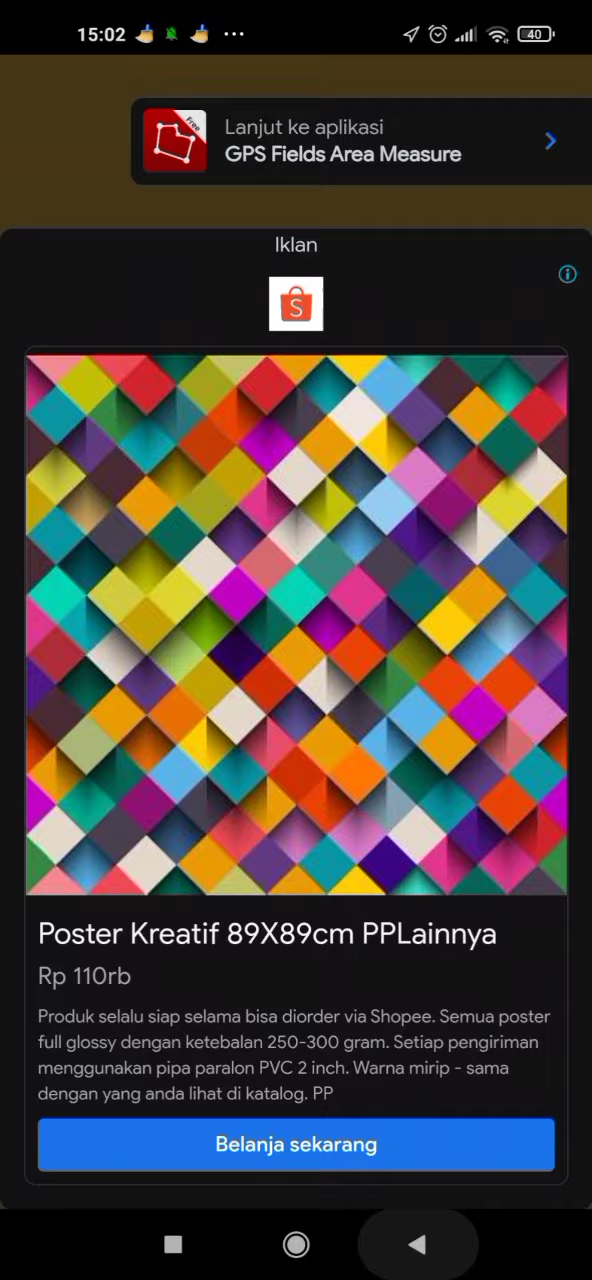 15:02
40
Free
Lanjut ke aplikasi
GPS Fields Area Measure
Iklan
S
Poster Kreatif 89X89cm PPLainnya
Rp 110rb
Produk selalu siap selama bisa diorder via Shopee. Semua poster
full glossy dengan ketebalan 250-300 gram. Setiap pengiriman
menggunakan pipa paralon PVC 2 inch. Warna mirip - sama
dengan yang anda lihat di katalog. PP
Belanja sekarang